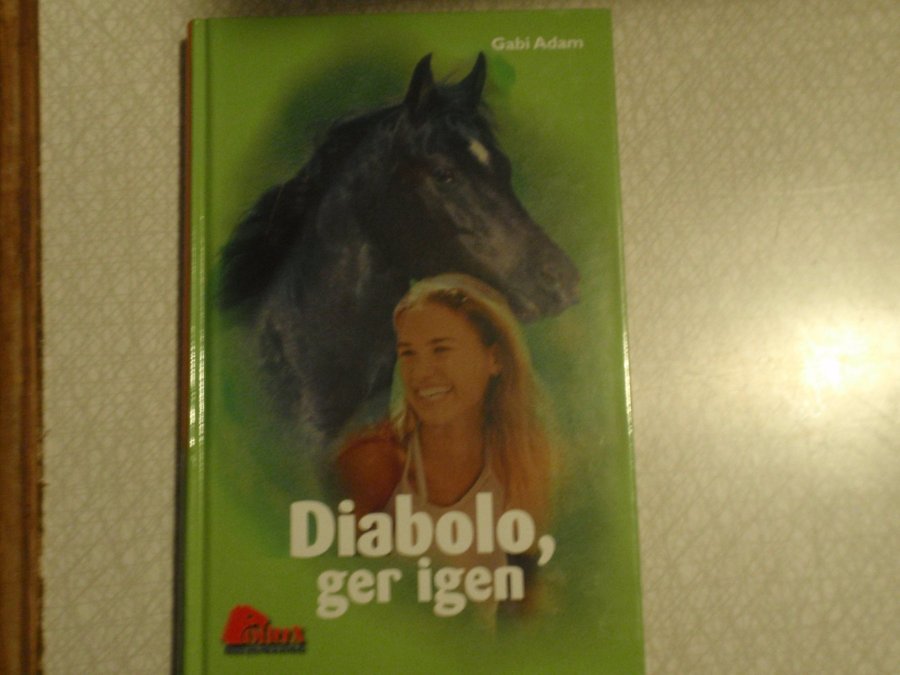 Gabi Adam
Diabolo,
ger igen